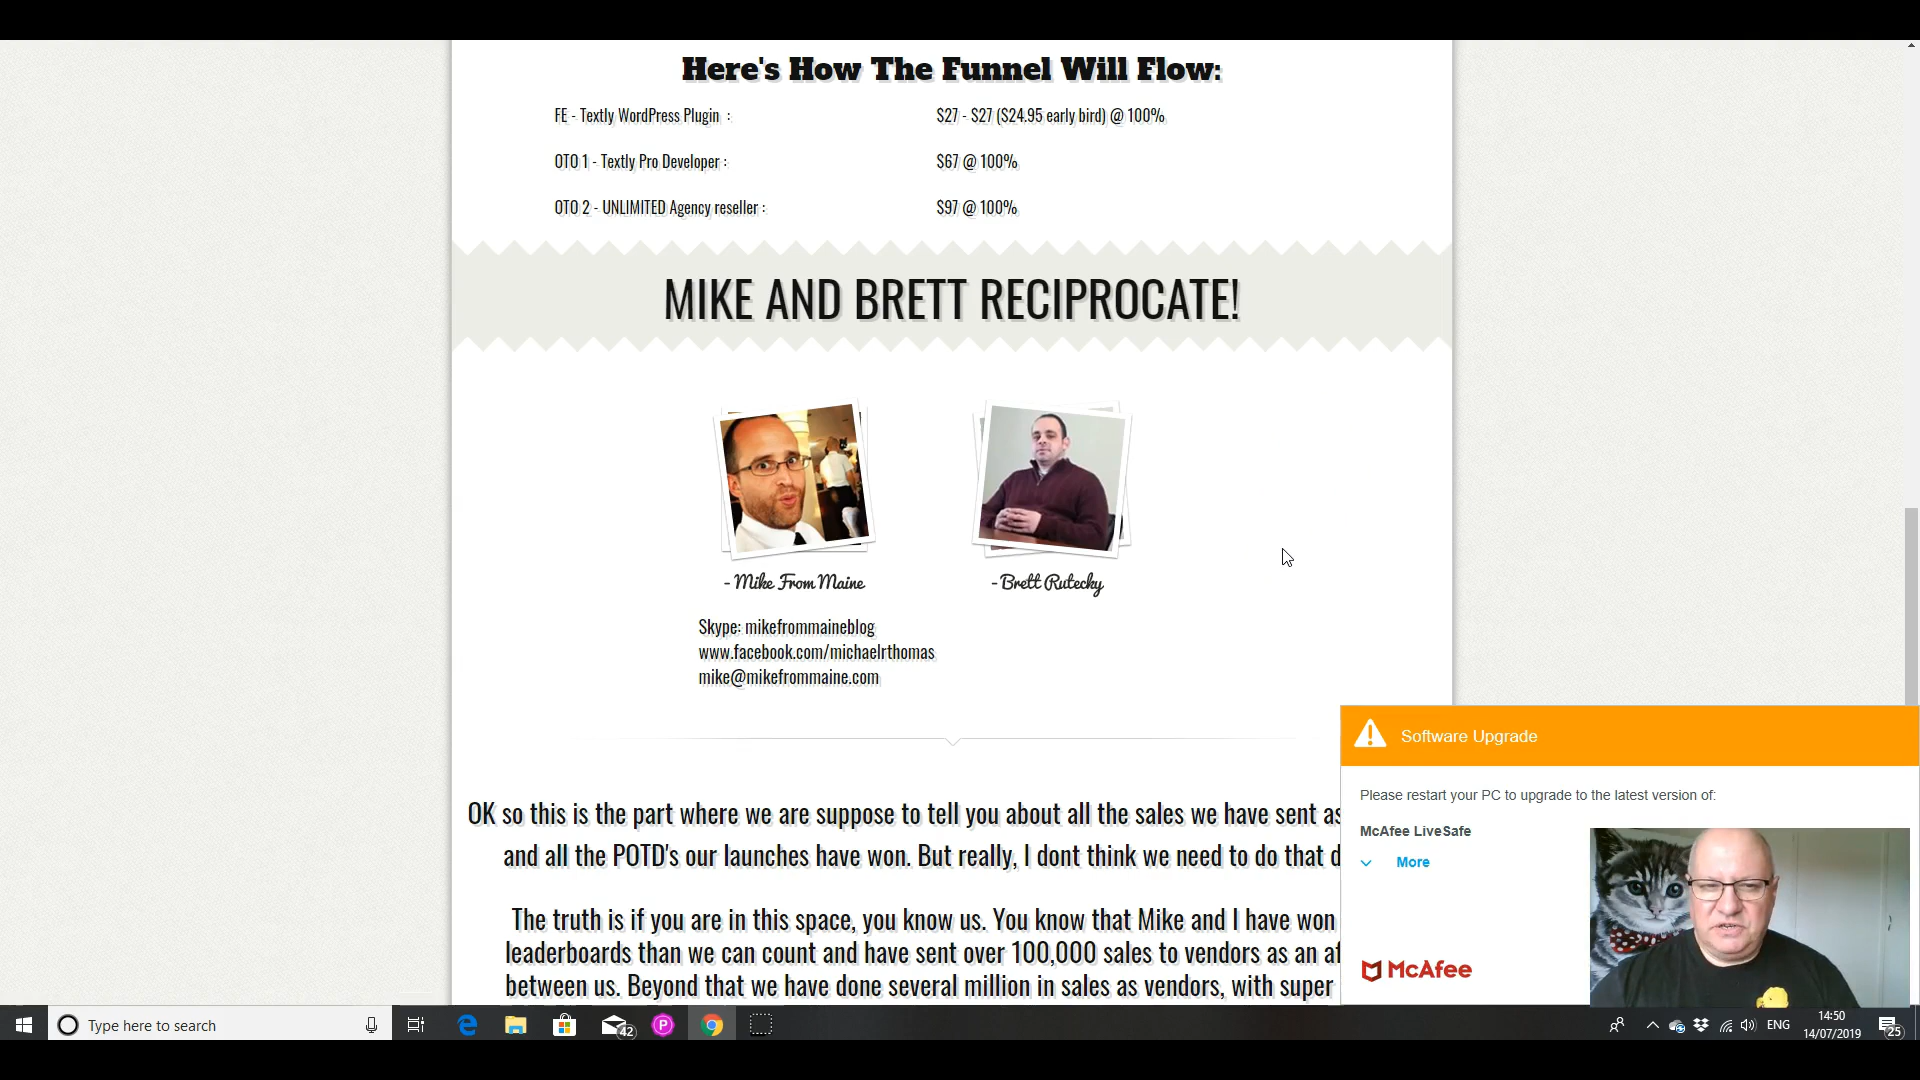 Here's How The Funnel Will Flow:
FE - Textly WordPress Plugin : $27 - $27 ($24.95 early bird) @ 100%
OTO 1 - Textly Pro Developer : $67 @ 100%
OTO 2 - UNLIMITED Agency reseller : $97 @ 100%
MIKE AND BRETT RECIPROCATE!
- Mike From Maine
- Brett Rutecky
Skype: mikefrommaineblog
www.facebook.com/michaelrthomas
mike@mikefrommaine.com
OK so this is the part where we are suppose to tell you about all the sales we have sent as
and all the POTD's our launches have won. But really, I dont think we need to do that d
The truth is if you are in this space, you know us. You know that Mike and I have won
leaderboards than we can count and have sent over 100,000 sales to vendors as an af
between us. Beyond that we have done several million in sales as vendors, with super
Software Upgrade
Please restart your PC to upgrade to the latest version of:
McAfee LiveSafe
More
McAfee
Type here to search
42
P
ENG
14:50
14/07/2019
25